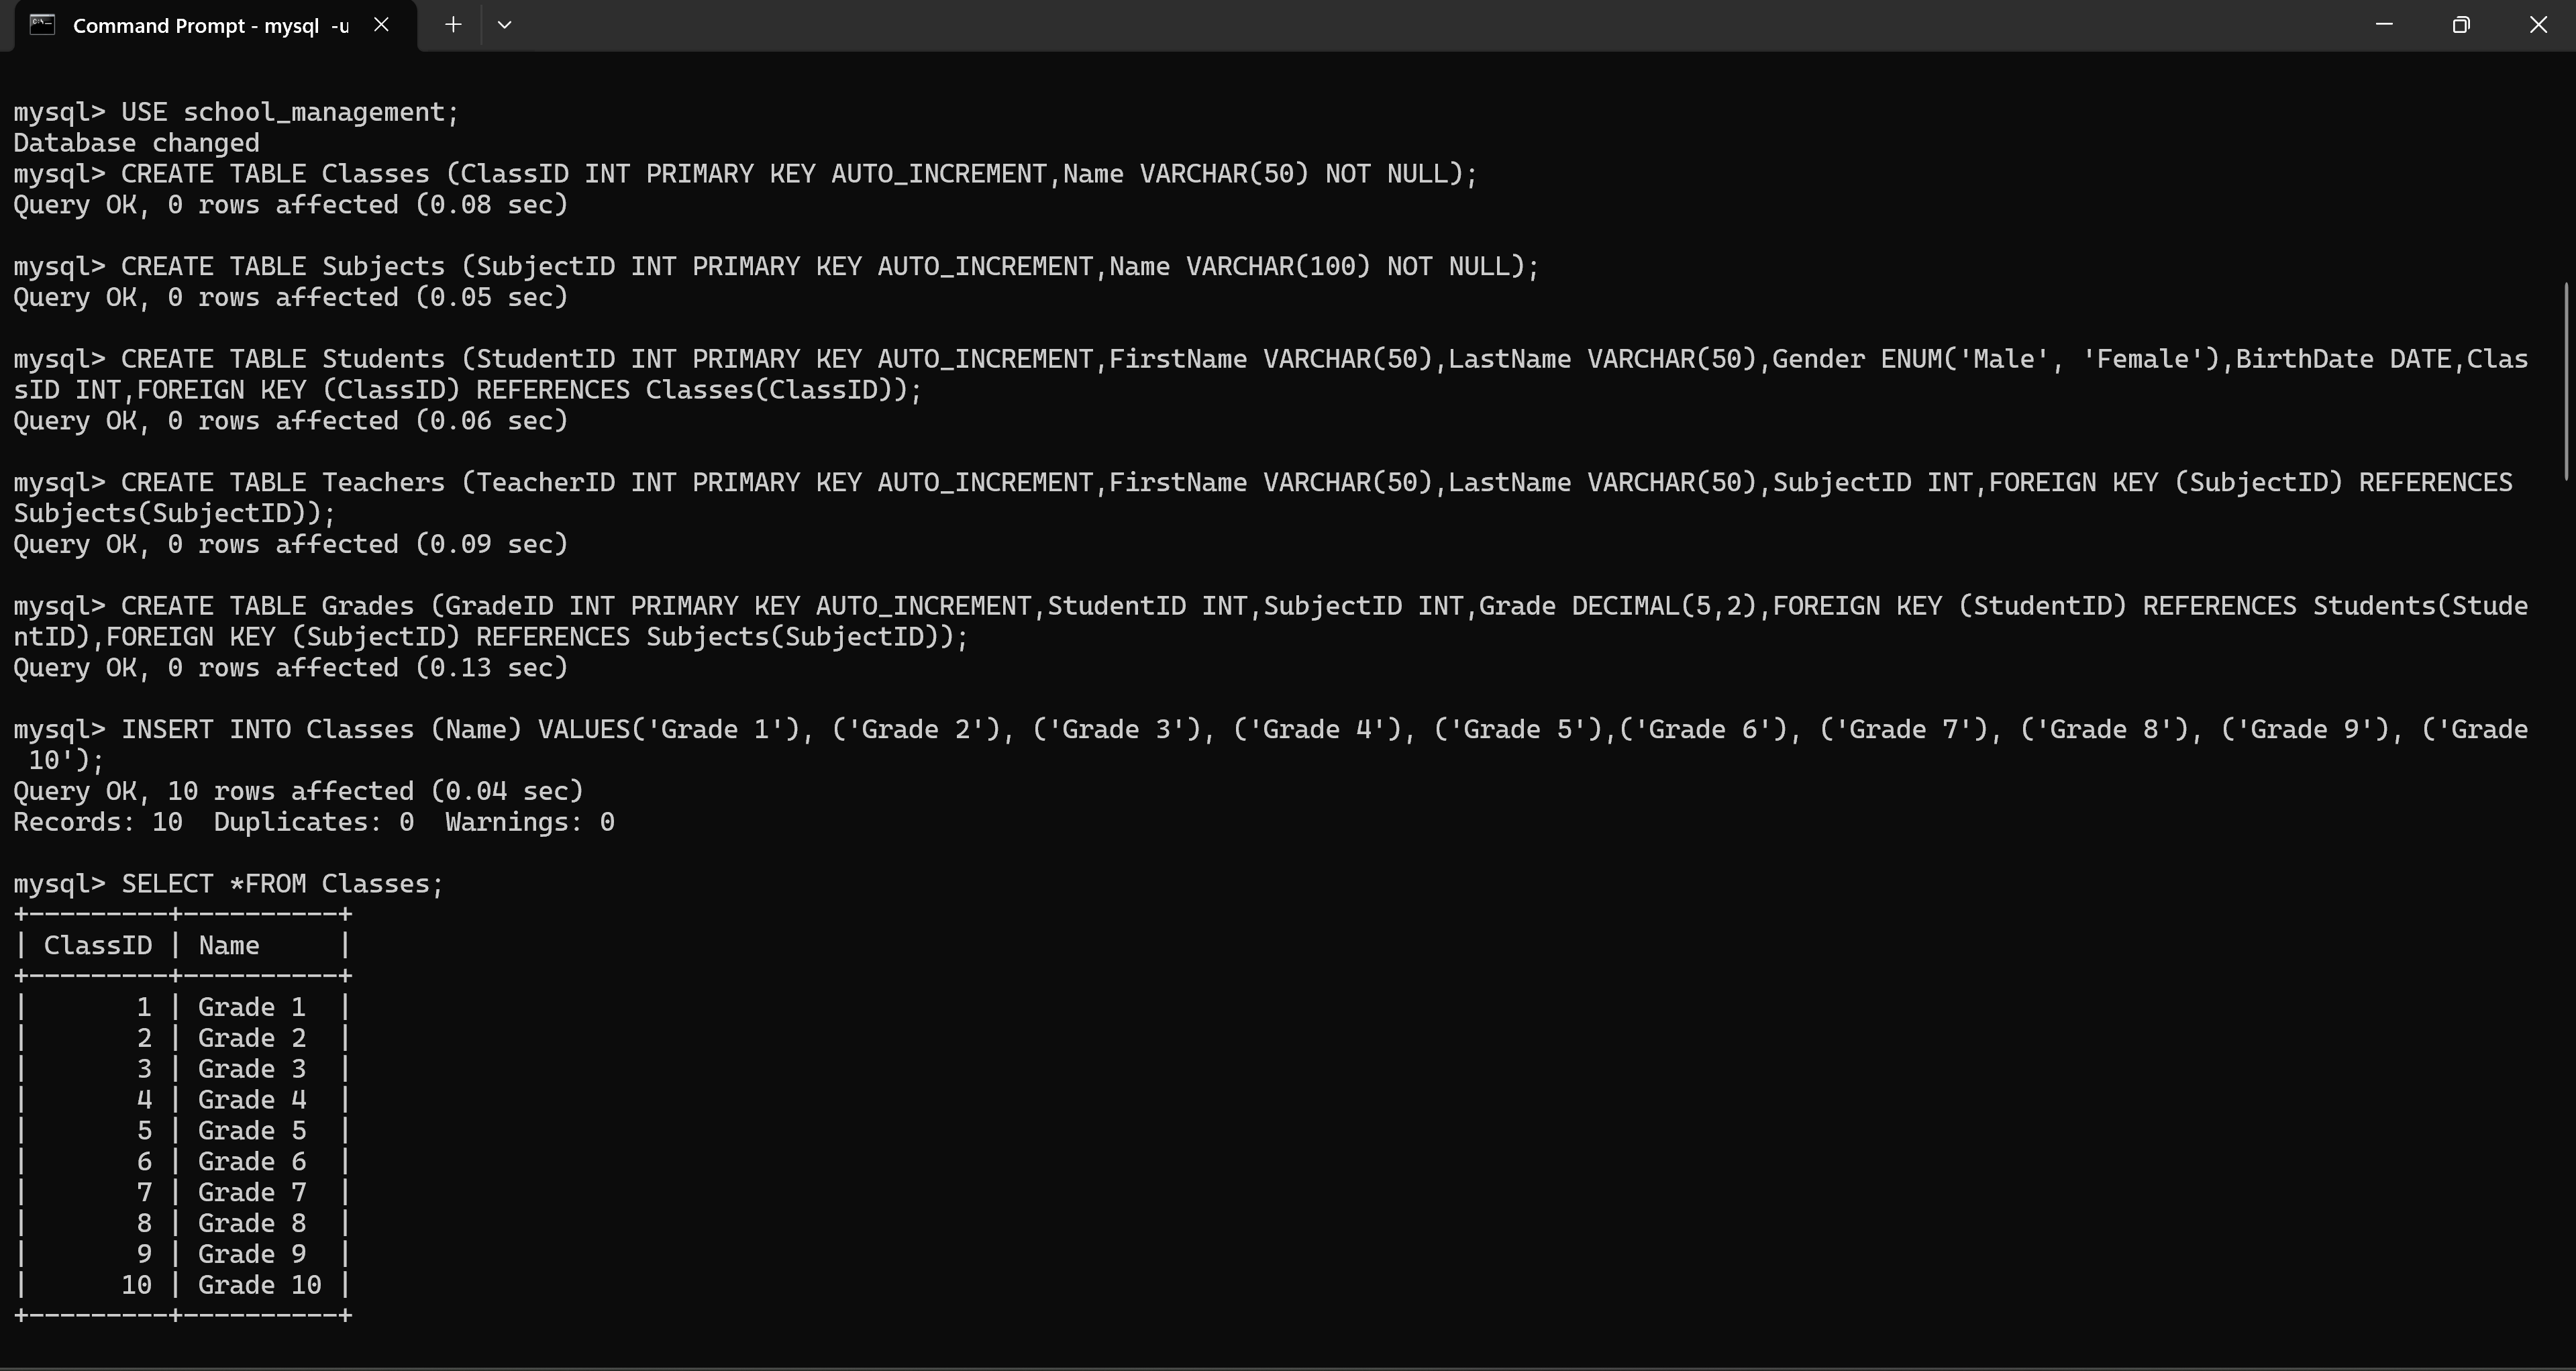 Command Prompt - mysql -u
mysql> USE school_management;
Database changed
mysql> CREATE TABLE Classes (ClassID INT PRIMARY KEY AUTO_INCREMENT,Name VARCHAR(50) NOT NULL);
Query OK, 0 rows affected (0.08 sec)
mysql> CREATE TABLE Subjects (SubjectID INT PRIMARY KEY AUTO_INCREMENT,Name VARCHAR(100) NOT NULL);
Query OK, 0 rows affected (0.05 sec)
mysql> CREATE TABLE Students (StudentID INT PRIMARY KEY AUTO_INCREMENT,FirstName VARCHAR(50),LastName VARCHAR(50),Gender ENUM('Male', 'Female'),BirthDate DATE,Clas
sID INT,FOREIGN KEY (ClassID) REFERENCES Classes(ClassID));
Query OK, 0 rows affected (0.06 sec)
mysql> CREATE TABLE Teachers (TeacherID INT PRIMARY KEY AUTO_INCREMENT,FirstName VARCHAR(50),LastName VARCHAR(50),SubjectID INT,FOREIGN KEY (SubjectID) REFERENCES
Subjects(SubjectID));
Query OK, 0 rows affected (0.09 sec)
mysql> CREATE TABLE Grades (GradeID INT PRIMARY KEY AUTO_INCREMENT,StudentID INT,SubjectID INT,Grade DECIMAL(5,2),FOREIGN KEY (StudentID) REFERENCES Students(Stude
ntID),FOREIGN KEY (SubjectID) REFERENCES Subjects(SubjectID));
Query OK, 0 rows affected (0.13 sec)
mysql> INSERT INTO Classes (Name) VALUES('Grade 1'), ('Grade 2'), ('Grade 3'), ('Grade 4'), ('Grade 5'),('Grade 6'), ('Grade 7'), ('Grade 8'), ('Grade 9'), ('Grade
 10');
Query OK, 10 rows affected (0.04 sec)
Records: 10  Duplicates: 0  Warnings: 0
mysql> SELECT *FROM Classes;
+---------+----------+
| ClassID | Name     |
+---------+----------+
|       1 | Grade 1  |
|       2 | Grade 2  |
|       3 | Grade 3  |
|       4 | Grade 4  |
|       5 | Grade 5  |
|       6 | Grade 6  |
|       7 | Grade 7  |
|       8 | Grade 8  |
|       9 | Grade 9  |
|      10 | Grade 10 |
+---------+----------+